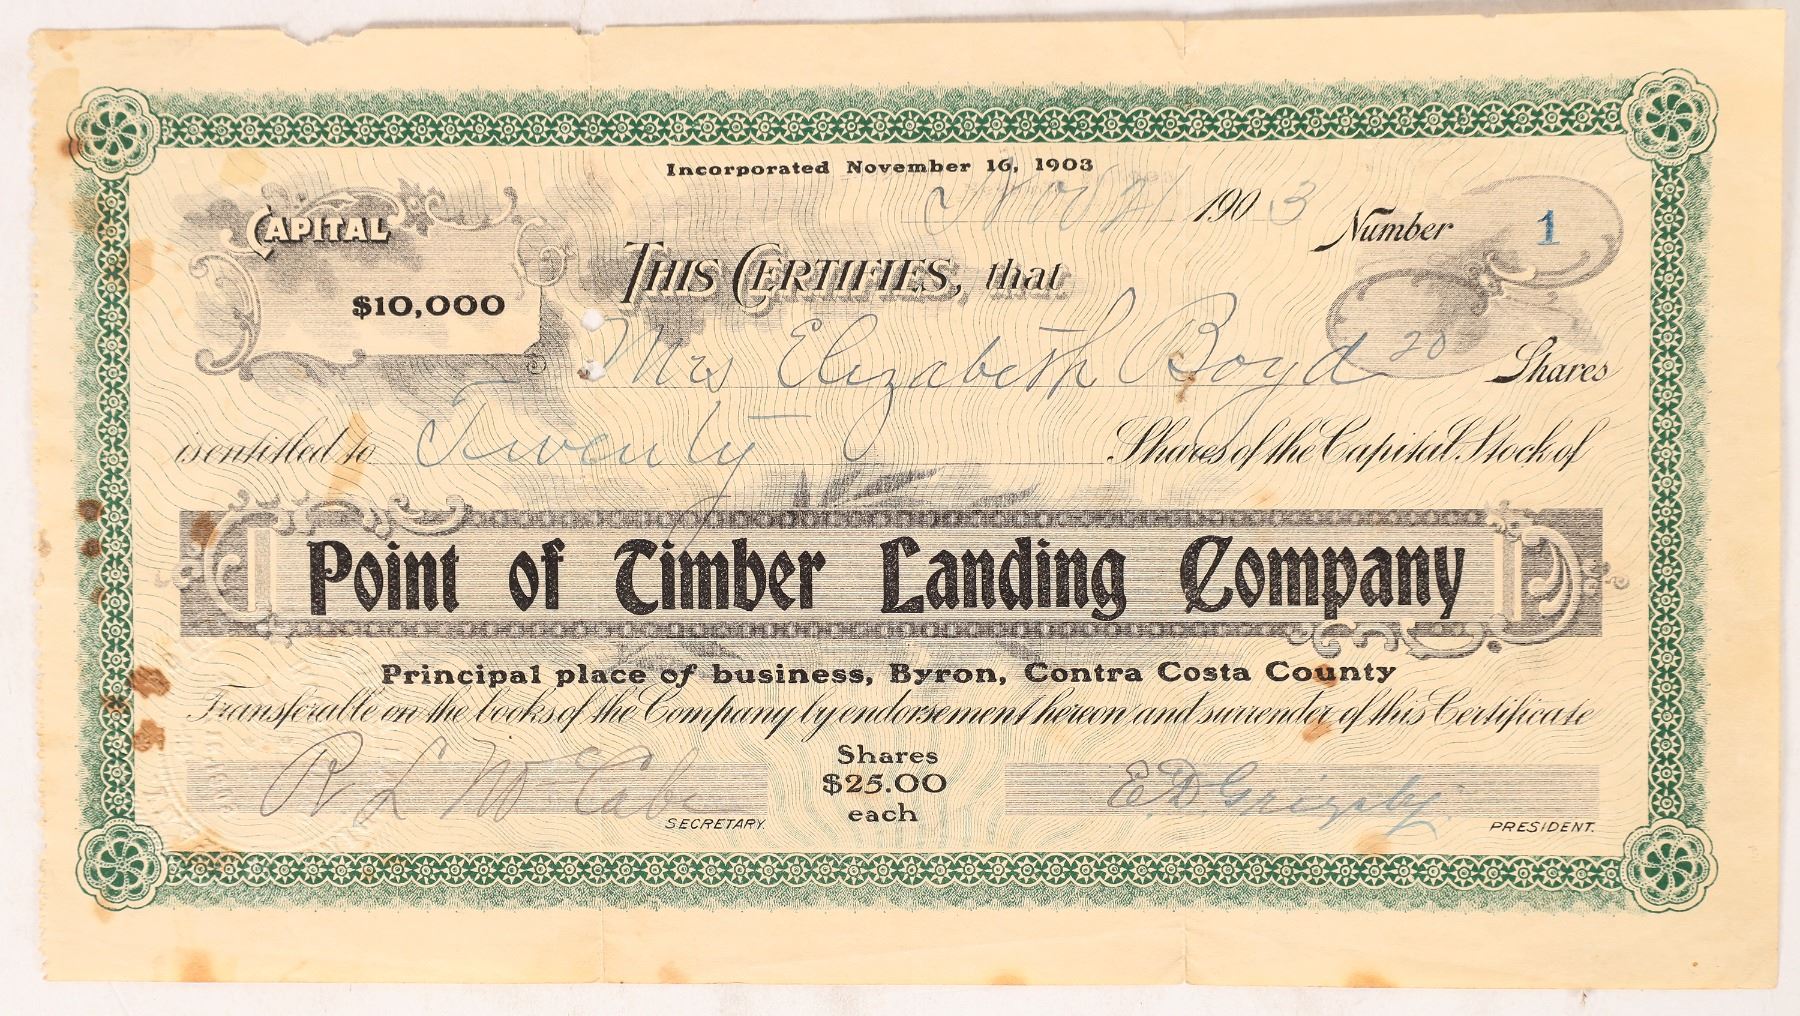 Incorporated November 16, 1903
Nov 21 1903
Number 1
CAPITAL
$10,000
THIS CERTIFIES, that
Mrs Elizabeth Boyd 20 Shares
is entitled to Twenty Shares of the Capital Stock of
Point of Timber Landing Company
Principal place of business, Byron, Contra Costa County
Transferable on the books of the Company by endorsement hereon and surrender of this Certificate
R L McCabe
SECRETARY.
Shares
$25.00
each
E.D. Grigsby.
PRESIDENT.